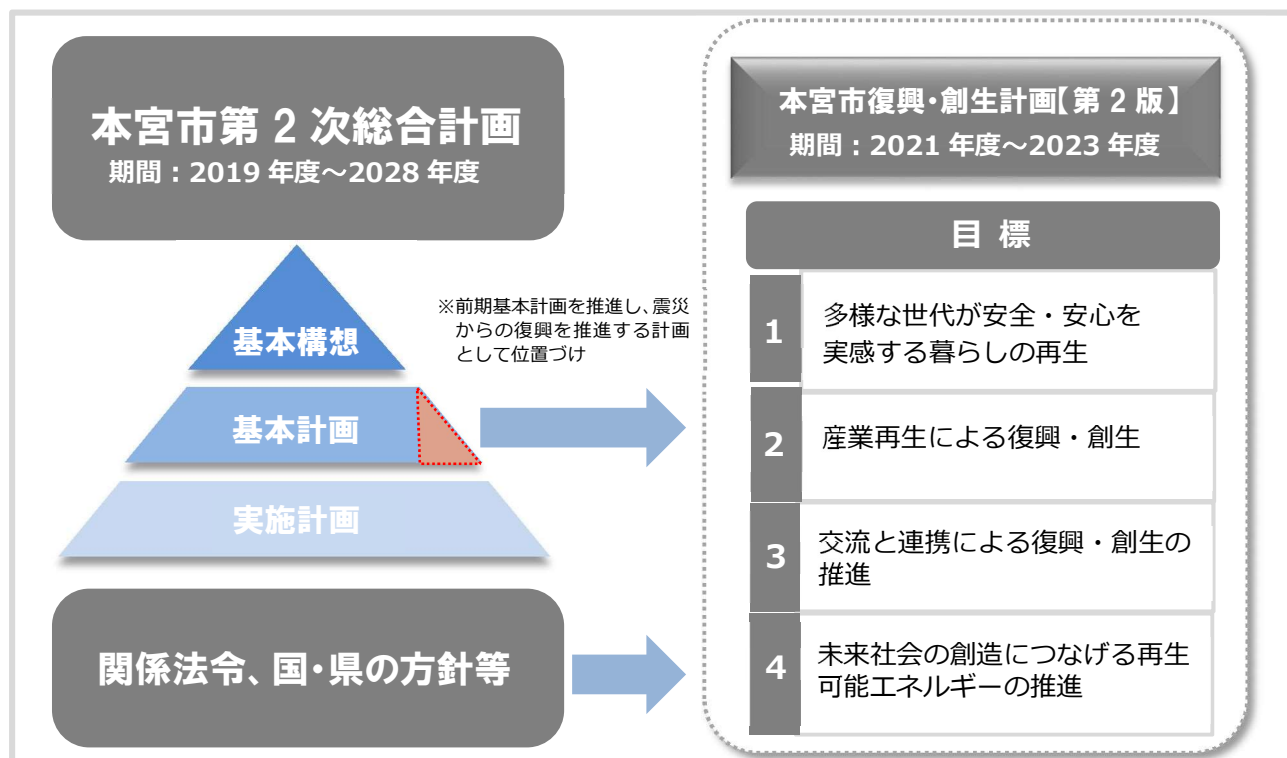 本宮市第2次総合計画
期間：2019年度～2028年度
基本構想
基本計画
実施計画
※前期基本計画を推進し、震災
からの復興を推進する計画
として位置づけ
関係法令、国・県の方針等
本宮市復興・創生計画【第2版】
期間：2021年度～2023年度
目標
1
多様な世代が安全・安心を
実感する暮らしの再生
2
産業再生による復興・創生
3
交流と連携による復興・創生の
推進
4
未来社会の創造につなげる再生
可能エネルギーの推進